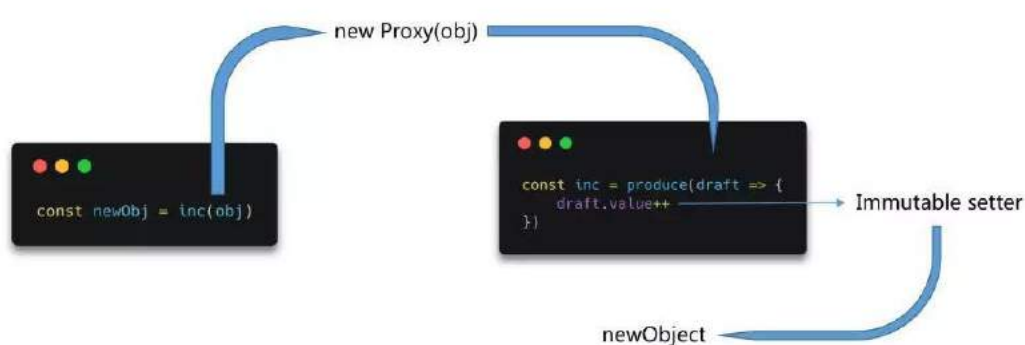 new Proxy(obj)
const newObj = inc(obj)
const inc = produce(draft => {
draft.value++
})
Immutable setter
newObject